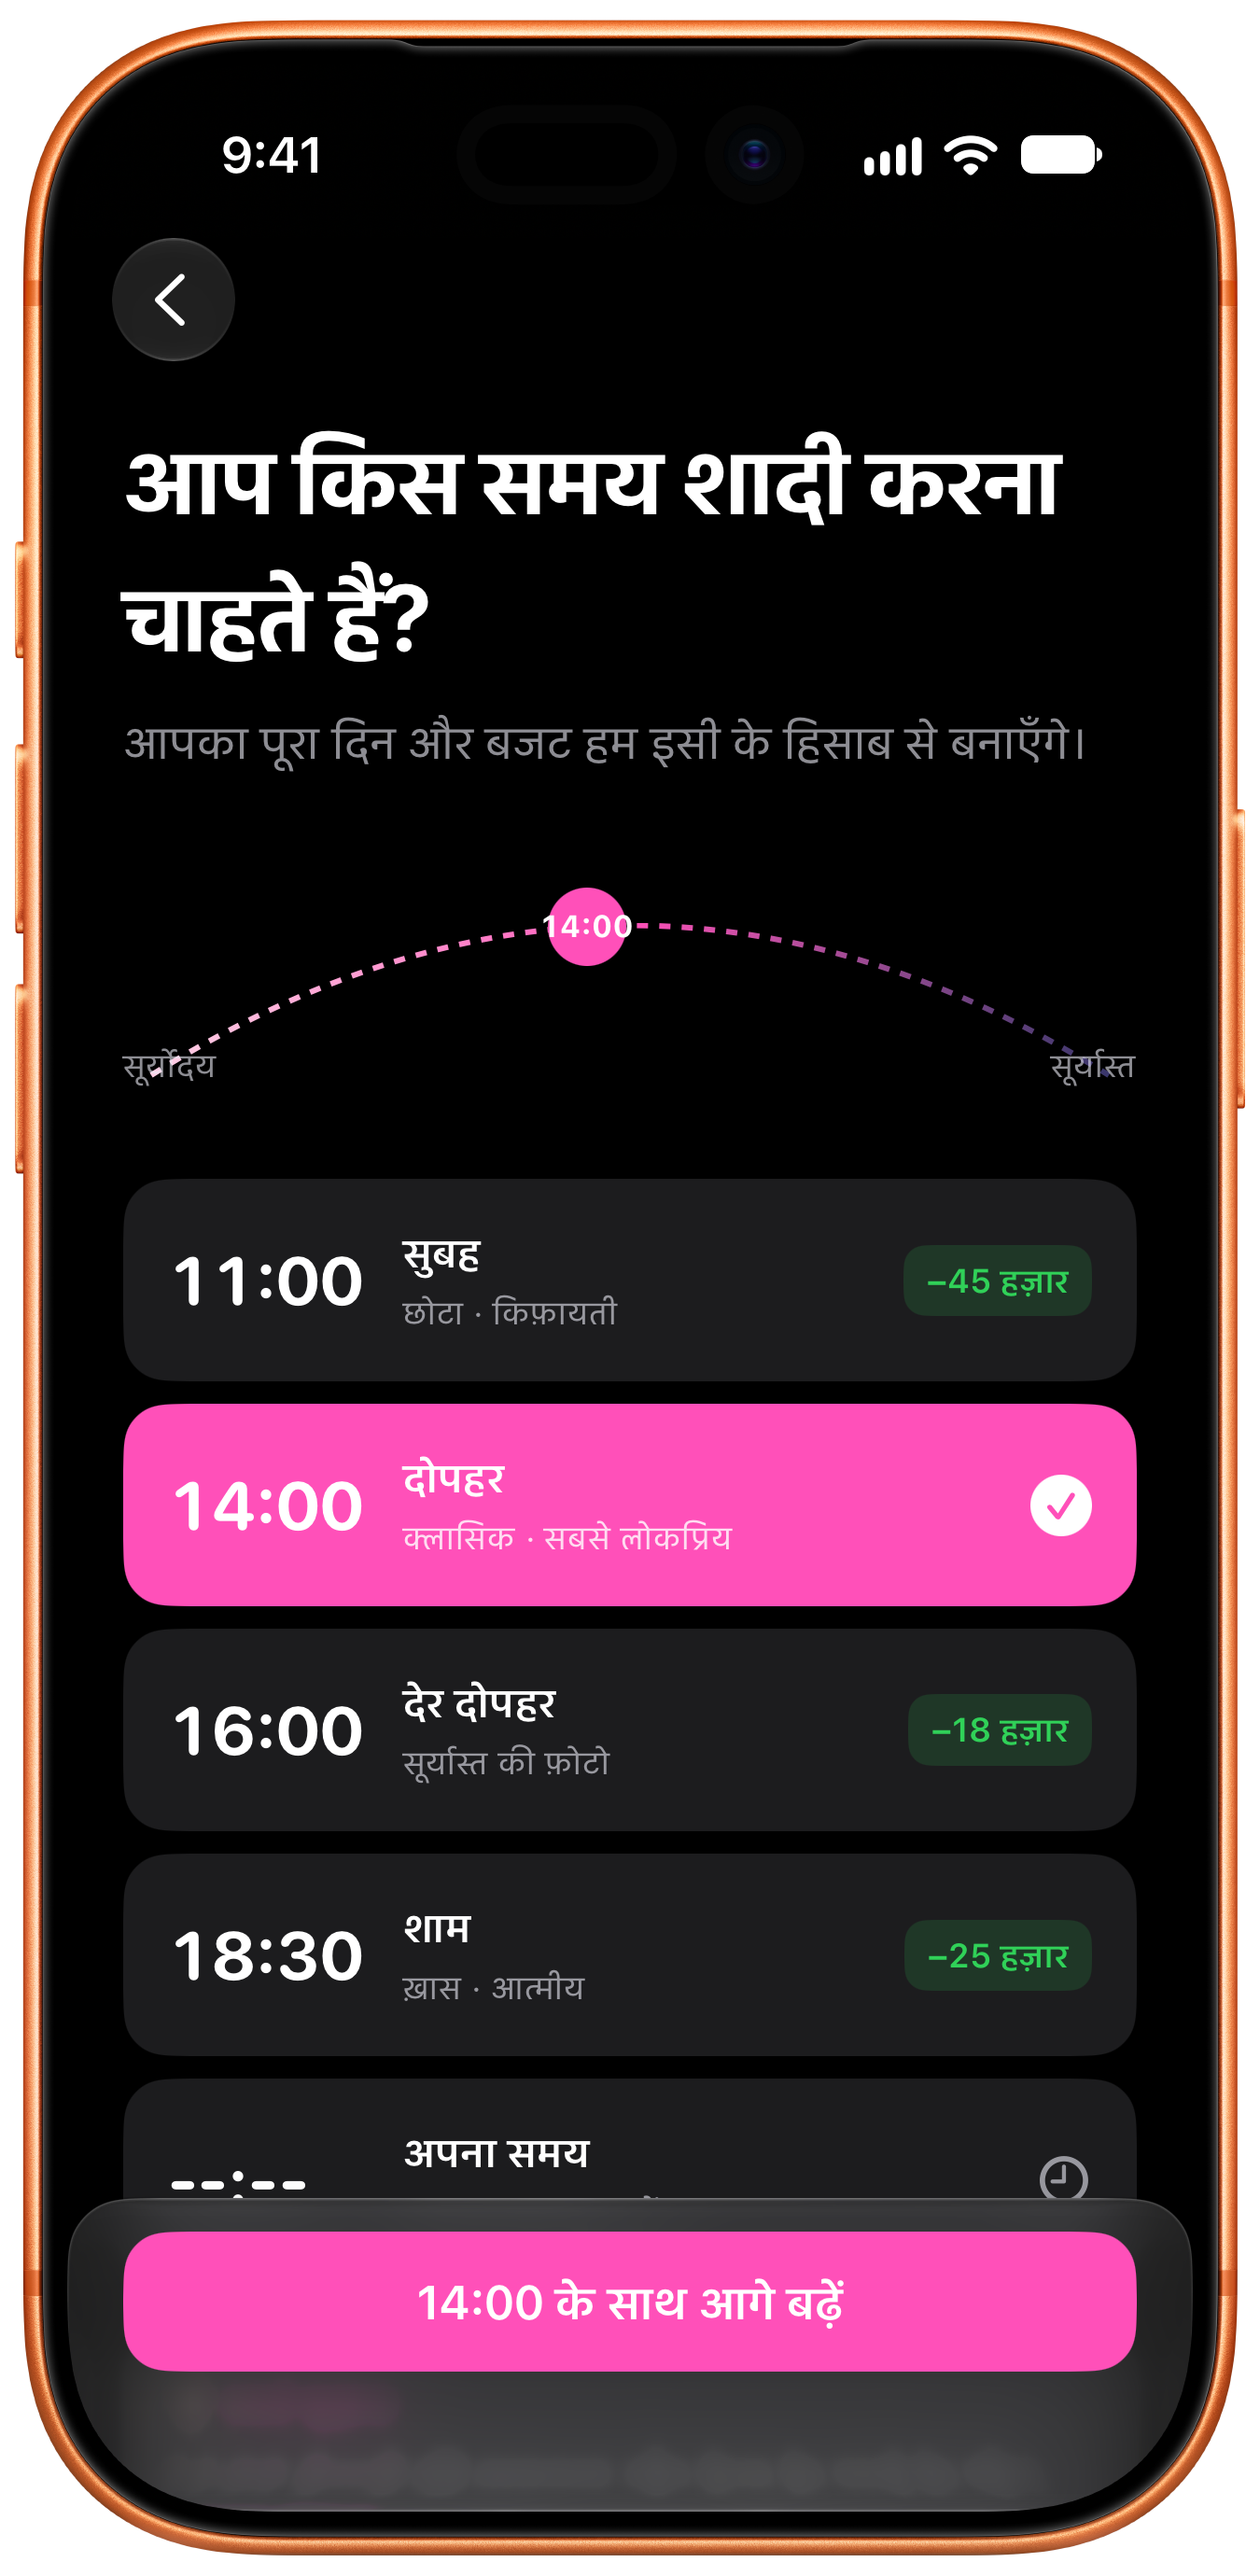 9:41
आप किस समय शादी करना
चाहते हैं?
आपका पूरा दिन और बजट हम इसी के हिसाब से बनाएँगे।
14:00
सूर्योदय
सूर्यास्त
11:00
सुबह
छोटा · किफ़ायती
−45 हज़ार
14:00
दोपहर
क्लासिक · सबसे लोकप्रिय
16:00
देर दोपहर
सूर्यास्त की फ़ोटो
−18 हज़ार
18:30
शाम
ख़ास · आत्मीय
−25 हज़ार
--:--
अपना समय
14:00 के साथ आगे बढ़ें